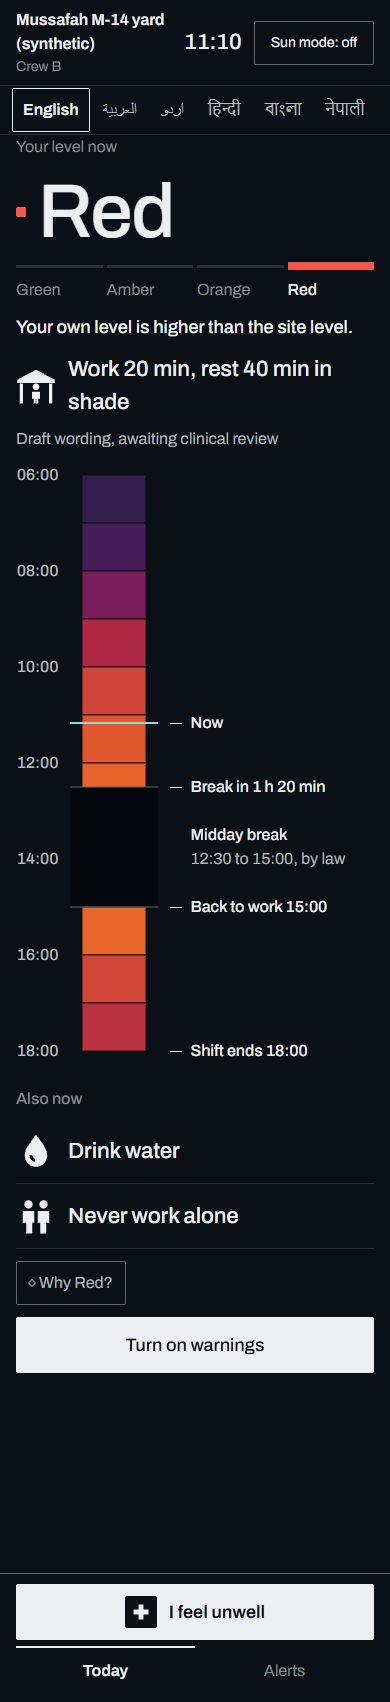 Mussafah M-14 yard
(synthetic)
Crew B
11:10
Sun mode: off
English
العربية
اردو
हिन्दी
বাংলা
नेपाली
Your level now
Red
Green
Amber
Orange
Red
Your own level is higher than the site level.
Work 20 min, rest 40 min in
shade
Draft wording, awaiting clinical review
06:00
08:00
10:00
Now
12:00
Break in 1 h 20 min
Midday break
14:00
12:30 to 15:00, by law
Back to work 15:00
16:00
18:00
Shift ends 18:00
Also now
Drink water
Never work alone
Why Red?
Turn on warnings
I feel unwell
Today
Alerts